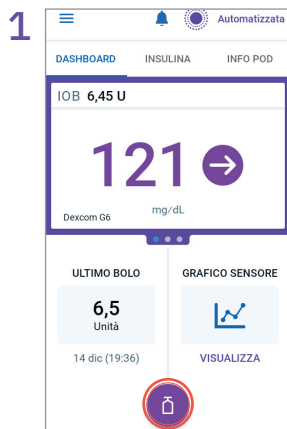 1
Automatizzata
DASHBOARD INSULINA INFO POD
IOB 6,45 U
121
mg/dL
Dexcom G6
ULTIMO BOLO GRAFICO SENSORE
6,5
Unità
14 dic (19:36) VISUALIZZA